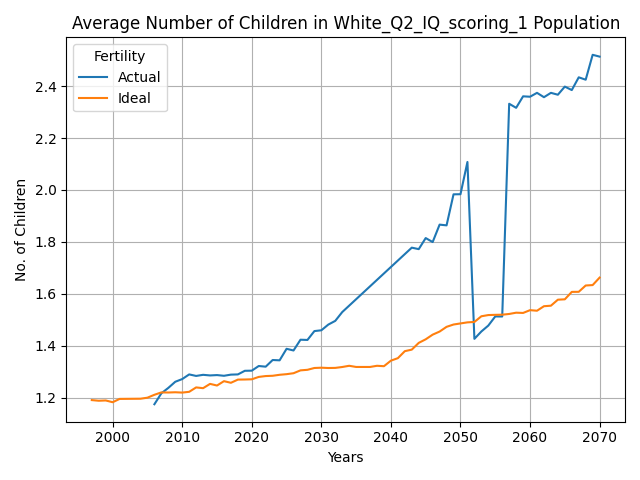 Average Number of Children in White_Q2_IQ_scoring_1 Population
Fertility
Actual
Ideal
No. of Children
2.4
2.2
2.0
1.8
1.6
1.4
1.2
2000 2010 2020 2030 2040 2050 2060 2070
Years